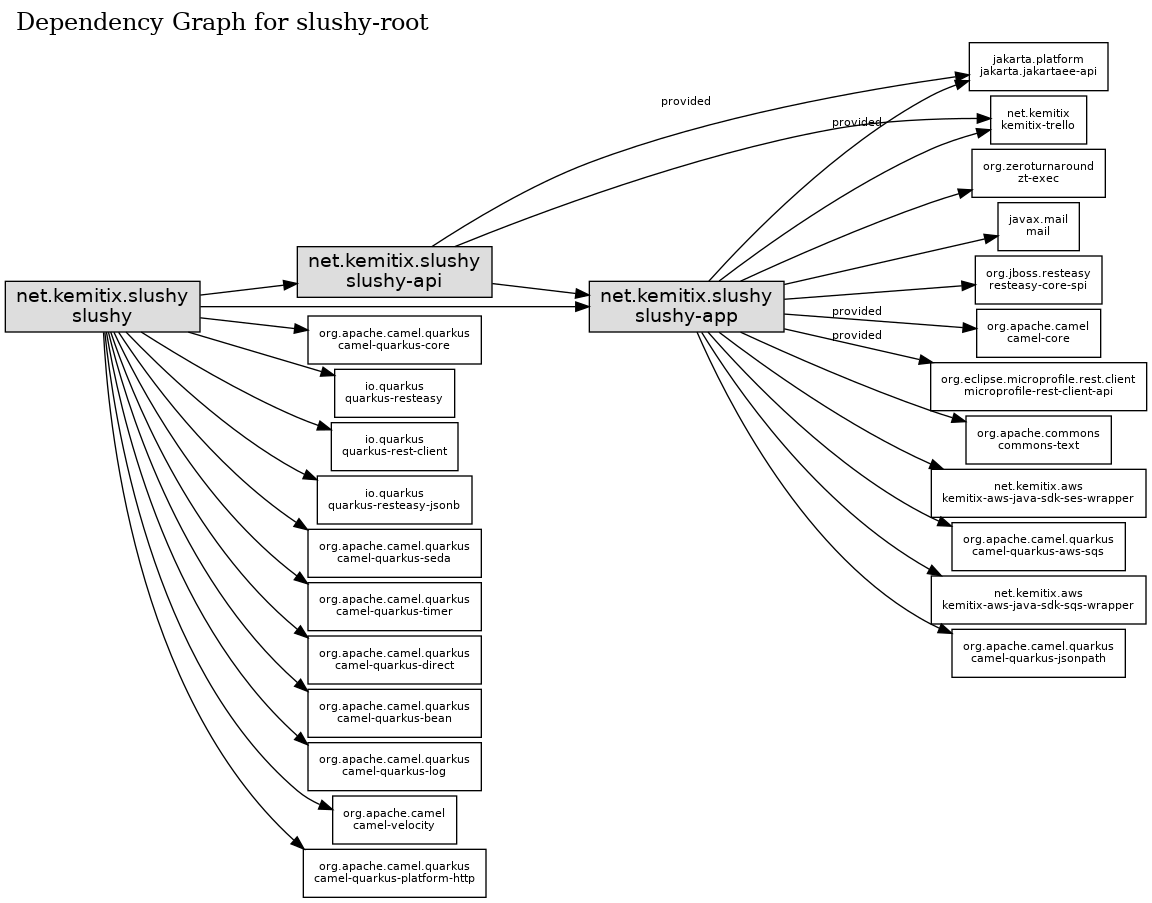 Dependency Graph for slushy-root
net.kemitix.slushy
slushy
net.kemitix.slushy
slushy-api
org.apache.camel.quarkus
camel-quarkus-core
io.quarkus
quarkus-resteasy
io.quarkus
quarkus-rest-client
io.quarkus
quarkus-resteasy-jsonb
org.apache.camel.quarkus
camel-quarkus-seda
org.apache.camel.quarkus
camel-quarkus-timer
org.apache.camel.quarkus
camel-quarkus-direct
org.apache.camel.quarkus
camel-quarkus-bean
org.apache.camel.quarkus
camel-quarkus-log
org.apache.camel
camel-velocity
org.apache.camel.quarkus
camel-quarkus-platform-http
net.kemitix.slushy
slushy-app
provided
provided
provided
provided
jakarta.platform
jakarta.jakartaee-api
net.kemitix
kemitix-trello
org.zeroturnaround
zt-exec
javax.mail
mail
org.jboss.resteasy
resteasy-core-spi
org.apache.camel
camel-core
org.eclipse.microprofile.rest.client
microprofile-rest-client-api
org.apache.commons
commons-text
net.kemitix.aws
kemitix-aws-java-sdk-ses-wrapper
org.apache.camel.quarkus
camel-quarkus-aws-sqs
net.kemitix.aws
kemitix-aws-java-sdk-sqs-wrapper
org.apache.camel.quarkus
camel-quarkus-jsonpath